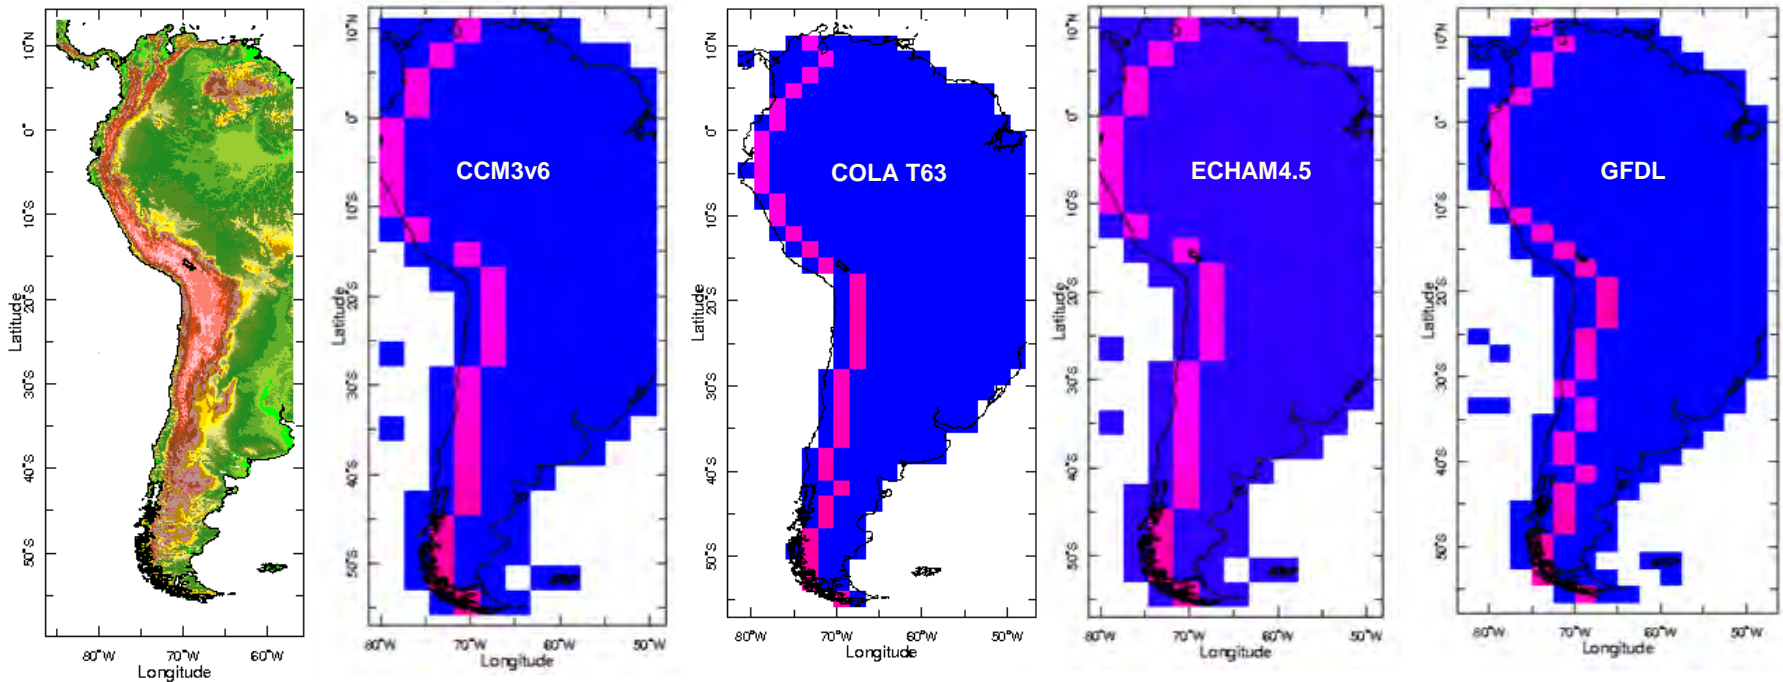 10°N
0°
10°S
20°S
30°S
40°S
50°S
Latitude
80°W
70°W
60°W
Longitude
CCM3v6
10°N
0°
10°S
20°S
30°S
40°S
50°S
Latitude
80°W
70°W
60°W
50°W
Longitude
COLA T63
10°N
0°
10°S
20°S
30°S
40°S
50°S
Latitude
80°W
70°W
60°W
50°W
Longitude
ECHAM4.5
10°N
0°
10°S
20°S
30°S
40°S
50°S
Latitude
80°W
70°W
60°W
50°W
Longitude
GFDL
10°N
0°
10°S
20°S
30°S
40°S
50°S
Latitude
80°W
70°W
60°W
50°W
Longitude